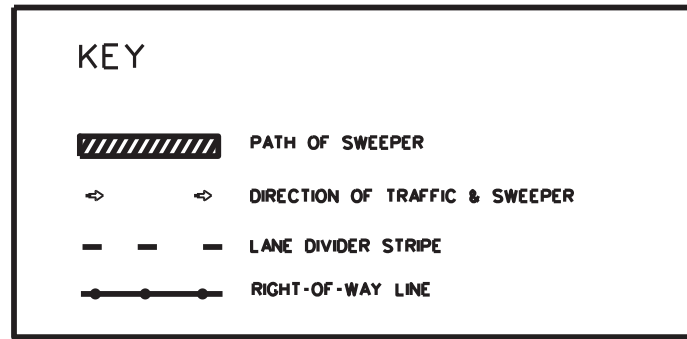 KEY
PATH OF SWEEPER
DIRECTION OF TRAFFIC & SWEEPER
LANE DIVIDER STRIPE
RIGHT-OF-WAY LINE